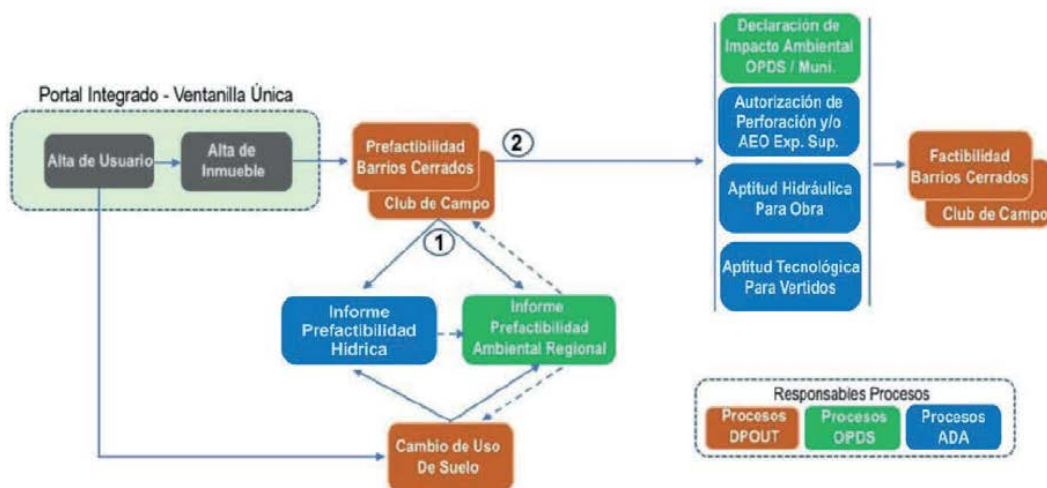 Portal Integrado - Ventanilla Única
Alta de Usuario
Alta de
Inmueble
Prefactibilidad
Barrios Cerrados
Club de Campo
1
2
Informe
Prefactibilidad
Hídrica
Informe
Prefactibilidad
Ambiental Regional
Cambio de Uso
De Suelo
Declaración de
Impacto Ambiental
OPDS / Muni.
Autorización de
Perforación y/o
AEO Exp. Sup.
Aptitud Hidráulica
Para Obra
Aptitud Tecnológica
Para Vertidos
Factibilidad
Barrios Cerrados
Club de Campo
Responsables Procesos
Procesos
DPOUT
Procesos
OPDS
Procesos
ADA